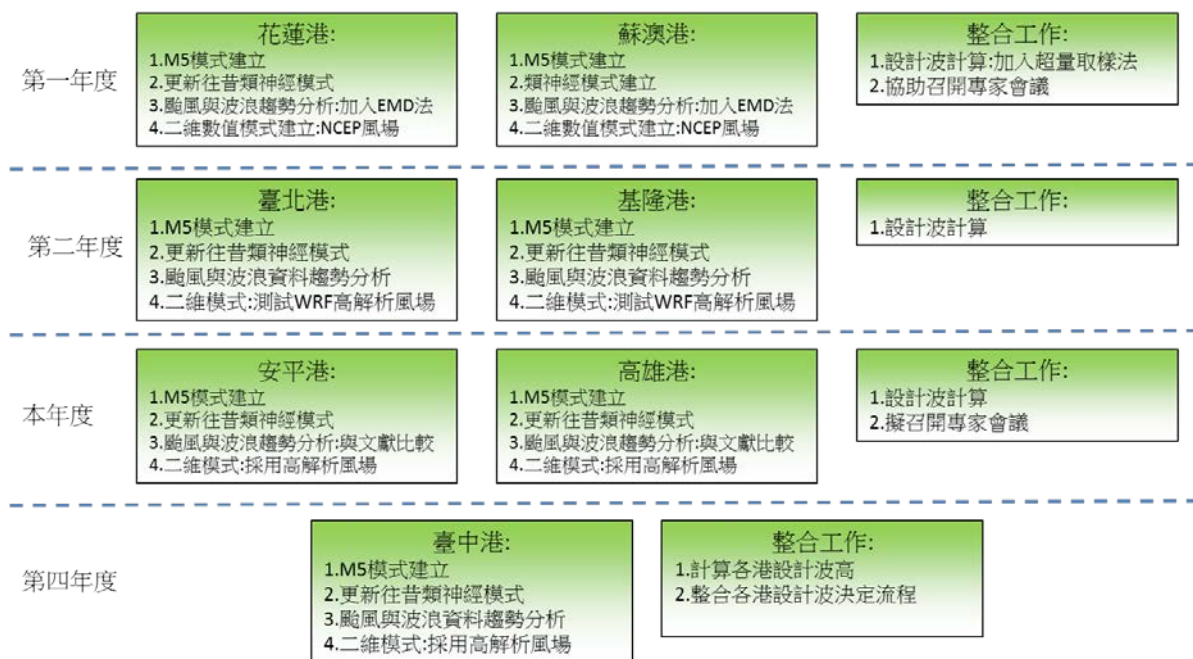 第一年度
花蓮港:
1.M5模式建立
2.更新往昔類神經模式
3.颱風與波浪趨勢分析:加入EMD法
4.二維數值模式建立:NCEP風場
蘇澳港:
1.M5模式建立
2.類神經模式建立
3.颱風與波浪趨勢分析:加入EMD法
4.二維數值模式建立:NCEP風場
整合工作:
1.設計波計算:加入超量取樣法
2.協助召開專家會議
第二年度
臺北港:
1.M5模式建立
2.更新往昔類神經模式
3.颱風與波浪資料趨勢分析
4.二維模式:測試WRF高解析風場
基隆港:
1.M5模式建立
2.更新往昔類神經模式
3.颱風與波浪資料趨勢分析
4.二維模式:測試WRF高解析風場
整合工作:
1.設計波計算
本年度
安平港:
1.M5模式建立
2.更新往昔類神經模式
3.颱風與波浪趨勢分析:與文獻比較
4.二維模式:採用高解析風場
高雄港:
1.M5模式建立
2.更新往昔類神經模式
3.颱風與波浪趨勢分析:與文獻比較
4.二維模式:採用高解析風場
整合工作:
1.設計波計算
2.擬召開專家會議
第四年度
臺中港:
1.M5模式建立
2.更新往昔類神經模式
3.颱風與波浪資料趨勢分析
4.二維模式:採用高解析風場
整合工作:
1.計算各港設計波高
2.整合各港設計波決定流程